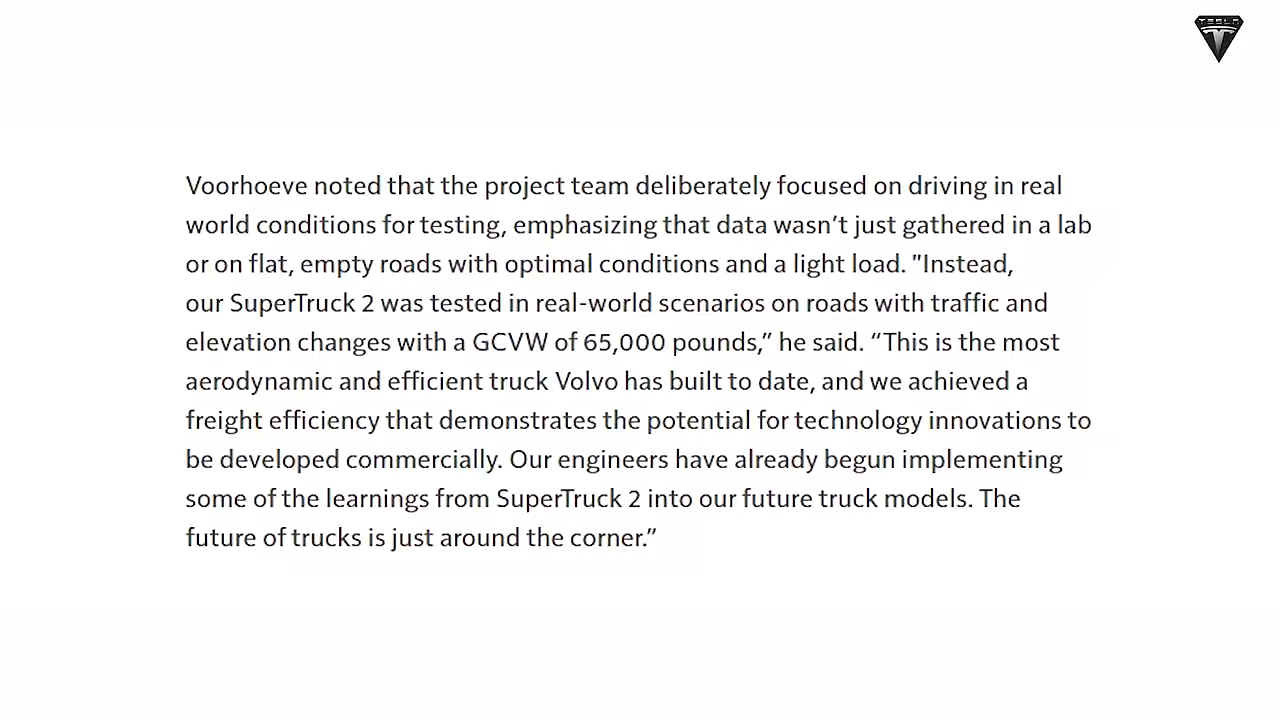 TESLA
Voorhoeve noted that the project team deliberately focused on driving in real
world conditions for testing, emphasizing that data wasn’t just gathered in a lab
or on flat, empty roads with optimal conditions and a light load. "Instead,
our SuperTruck 2 was tested in real-world scenarios on roads with traffic and
elevation changes with a GCVW of 65,000 pounds,” he said. “This is the most
aerodynamic and efficient truck Volvo has built to date, and we achieved a
freight efficiency that demonstrates the potential for technology innovations to
be developed commercially. Our engineers have already begun implementing
some of the learnings from SuperTruck 2 into our future truck models. The
future of trucks is just around the corner.”